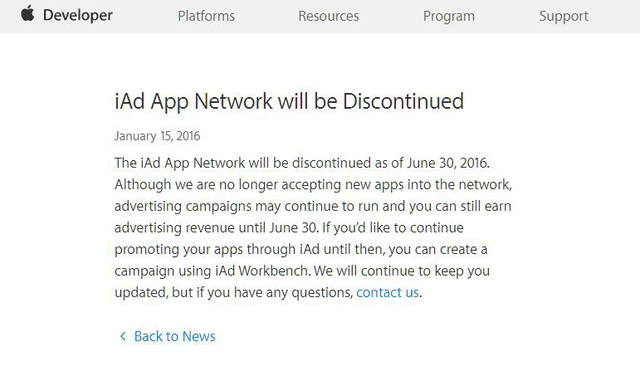 Developer Platforms Resources Program Support
iAd App Network will be Discontinued
January 15, 2016
The iAd App Network will be discontinued as of June 30, 2016.
Although we are no longer accepting new apps into the network,
advertising campaigns may continue to run and you can still earn
advertising revenue until June 30. If you'd like to continue
promoting your apps through iAd until then, you can create a
campaign using iAd Workbench. We will continue to keep you
updated, but if you have any questions, contact us.
Back to News